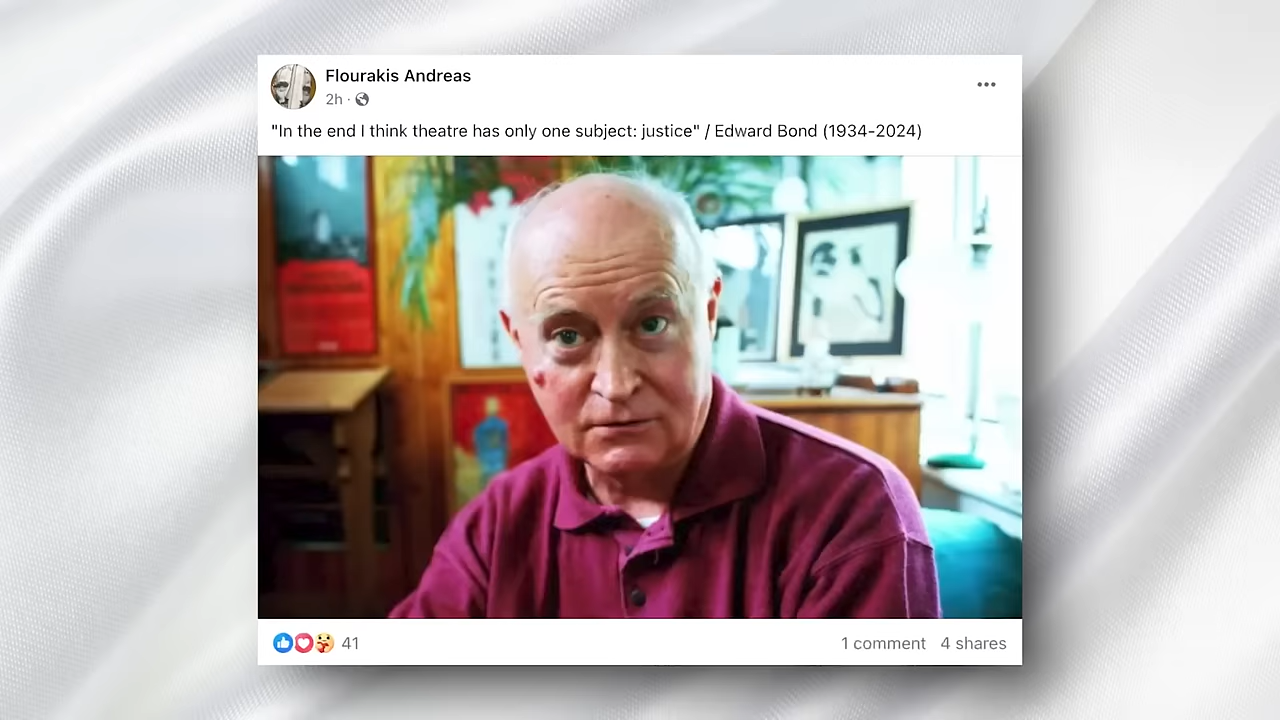 Flourakis Andreas
2h ·
"In the end I think theatre has only one subject: justice" / Edward Bond (1934-2024)
41
1 comment 4 shares